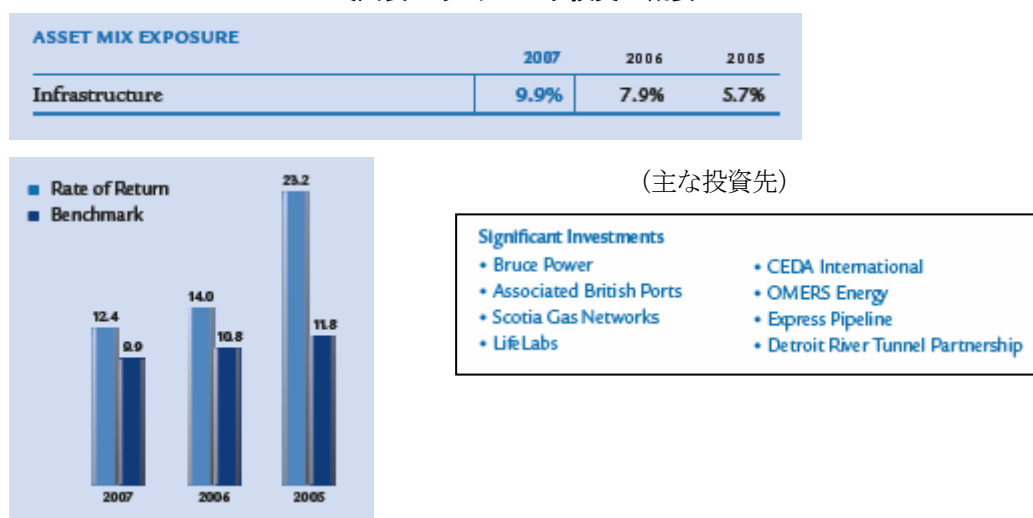 ASSET MIX EXPOSURE
2007 2006 2005
Infrastructure 9.9% 7.9% 5.7%
Rate of Return
Benchmark
23.2
14.0
12.4
11.8
10.8
9.9
2007 2006 2005
(主な投資先)
Significant Investments
• Bruce Power
• Associated British Ports
• Scotia Gas Networks
• LifeLabs
• CEDA International
• OMERS Energy
• Express Pipeline
• Detroit River Tunnel Partnership